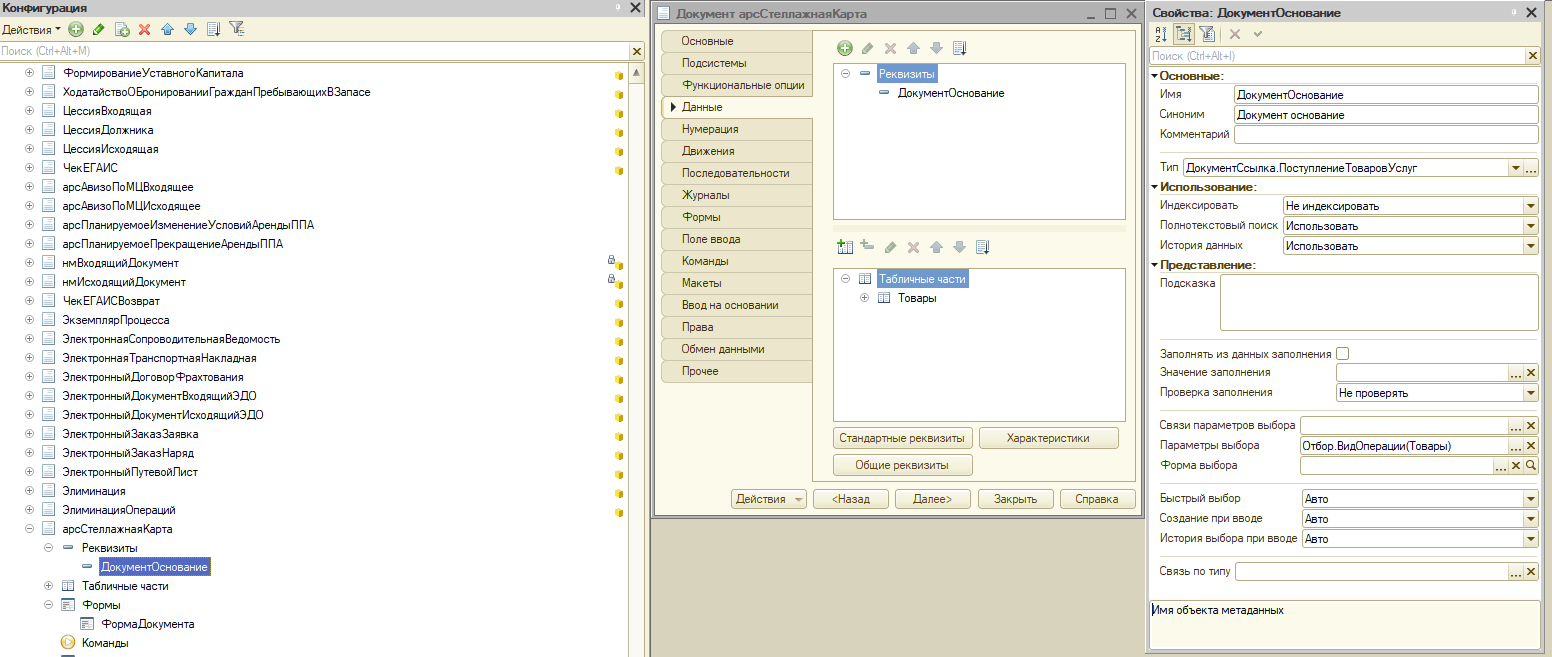 Конфигурация
Действия
Поиск (Ctrl+Alt+M)
ФормированиеУставногоКапитала
ХодатайствоОБронированииГражданПребывающихВЗапасе
ЦессияВходящая
ЦессияДолжника
ЦессияИсходящая
ЧекЕГАИС
арсАвизоПоМЦВходящее
арсАвизоПоМЦИсходящее
арсПланируемоеИзменениеУсловийАрендыППА
арсПланируемоеПрекращениеАрендыППА
нмВходящийДокумент
нмИсходящийДокумент
ЧекЕГАИСВозврат
ЭкземплярПроцесса
ЭлектроннаяСопроводительнаяВедомость
ЭлектроннаяТранспортнаяНакладная
ЭлектронныйДоговорФрахтования
ЭлектронныйДокументВходящийЭДО
ЭлектронныйДокументИсходящийЭДО
ЭлектронныйЗаказЗаявка
ЭлектронныйЗаказНаряд
ЭлектронныйПутевойЛист
Элиминация
ЭлиминацияОпераций
арсСтеллажнаяКарта
Реквизиты
ДокументОснование
Табличные части
Формы
ФормаДокумента
Команды
Документ арсСтеллажнаяКарта
Основные
Подсистемы
Функциональные опции
Данные
Нумерация
Движения
Последовательности
Журналы
Формы
Поле ввода
Команды
Макеты
Ввод на основании
Права
Обмен данными
Прочее
Реквизиты
ДокументОснование
Табличные части
Товары
Стандартные реквизиты
Характеристики
Общие реквизиты
Действия
<Назад
Далее>
Закрыть
Справка
Свойства: ДокументОснование
Поиск (Ctrl+Alt+I)
Основные:
Имя ДокументОснование
Синоним Документ основание
Комментарий
Тип ДокументСсылка.ПоступлениеТоваровУслуг
Использование:
Индексировать Не индексировать
Полнотекстовый поиск Использовать
История данных Использовать
Представление:
Подсказка
Заполнять из данных заполнения
Значение заполнения
Проверка заполнения Не проверять
Связи параметров выбора
Параметры выбора Отбор.ВидОперации(Товары)
Форма выбора
Быстрый выбор Авто
Создание при вводе Авто
История выбора при вводе Авто
Связь по типу
Имя объекта метаданных